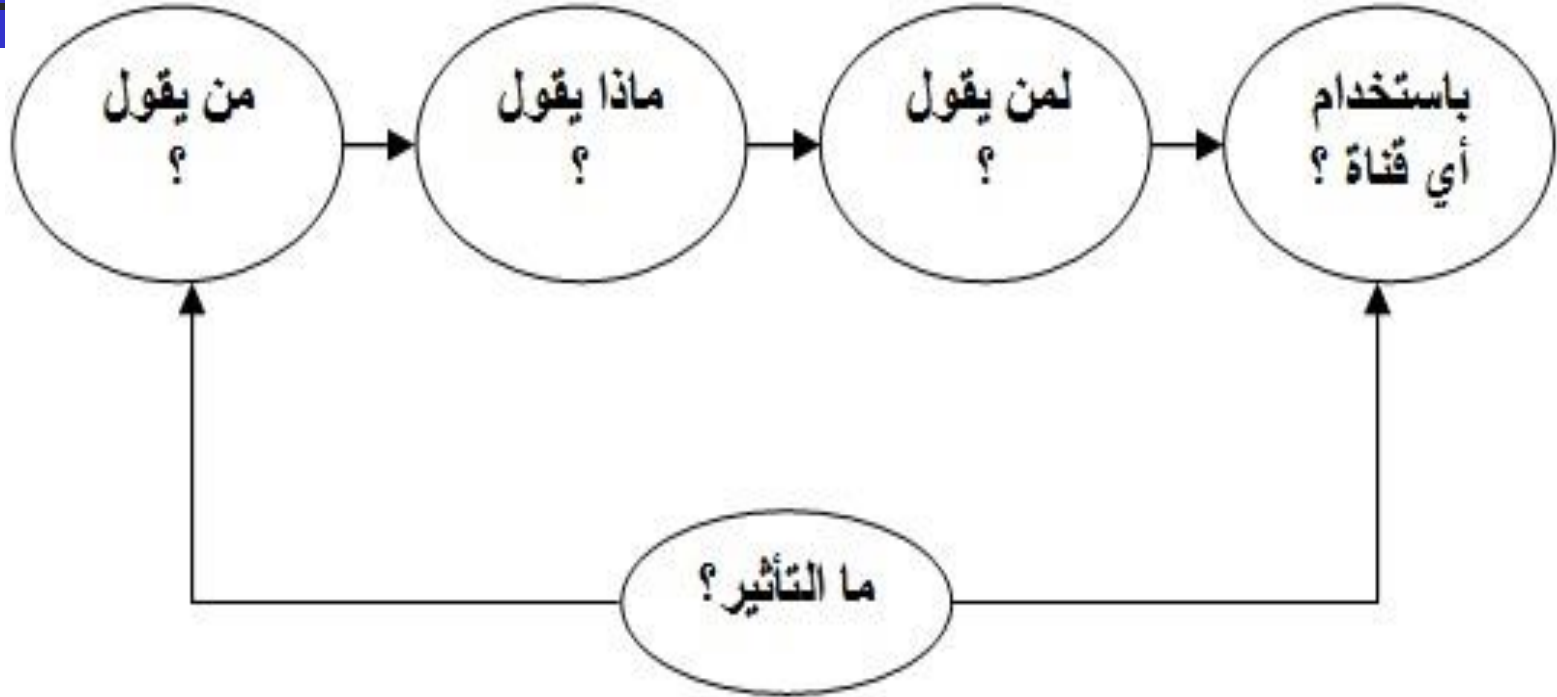 من يقول
؟
ماذا يقول
؟
لمن يقول
؟
باستخدام
أي قناة ؟
ما التأثير؟